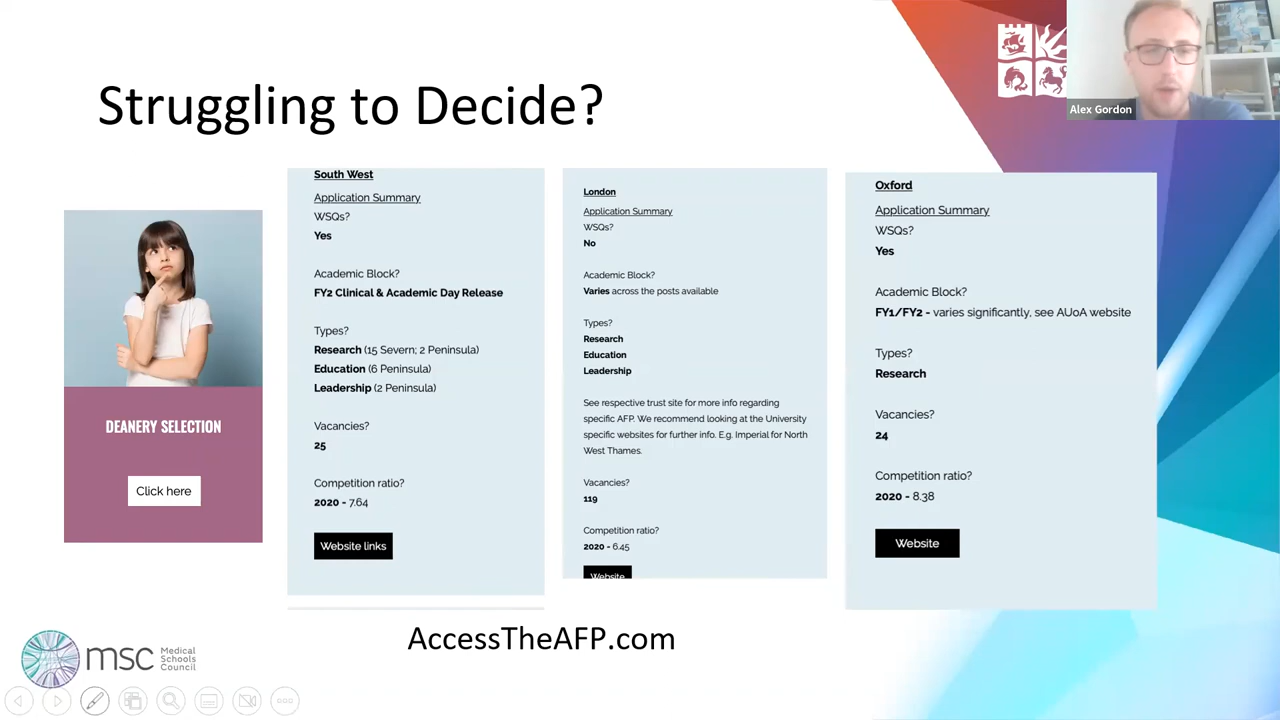 Struggling to Decide?
Alex Gordon
DEANERY SELECTION
Click here
South West
Application Summary
WSQs?
Yes
Academic Block?
FY2 Clinical & Academic Day Release
Types?
Research (15 Severn; 2 Peninsula)
Education (6 Peninsula)
Leadership (2 Peninsula)
Vacancies?
25
Competition ratio?
2020 - 7.64
Website links
London
Application Summary
WSQs?
No
Academic Block?
Varies across the posts available
Types?
Research
Education
Leadership
See respective trust site for more info regarding
specific AFP. We recommend looking at the University
specific websites for further info. E.g. Imperial for North
West Thames.
Vacancies?
119
Competition ratio?
2020 - 6.45
Website
Oxford
Application Summary
WSQs?
Yes
Academic Block?
FY1/FY2 - varies significantly, see AUoA website
Types?
Research
Vacancies?
24
Competition ratio?
2020 - 8.38
Website
AccessTheAFP.com
msc Medical
Schools
Council